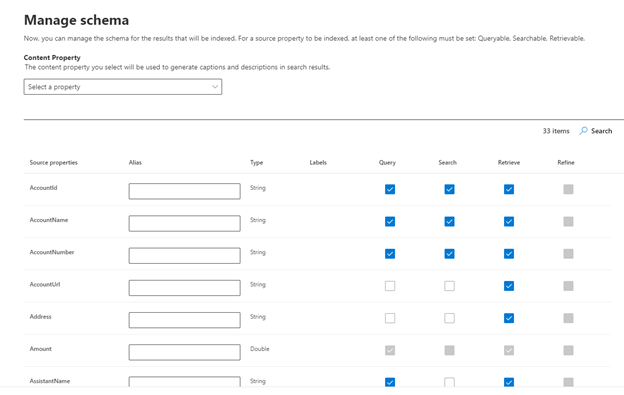 Manage schema
Now, you can manage the schema for the results that will be indexed. For a source property to be indexed, at least one of the following must be set: Queryable, Searchable, Retrievable.
Content Property
The content property you select will be used to generate captions and descriptions in search results.
Select a property
33 items Search
Source properties Alias Type Labels Query Search Retrieve Refine
AccountId String
AccountName String
AccountNumber String
AccountUrl String
Address String
Amount Double
AssistantName String